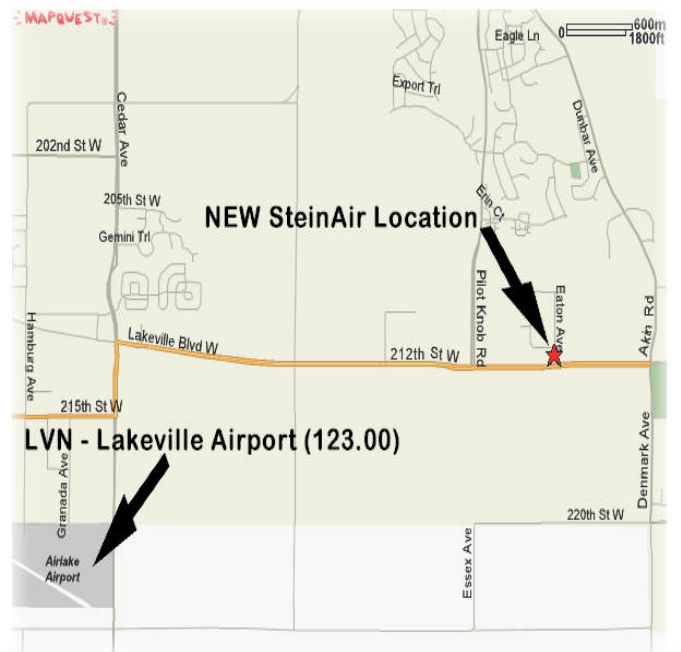 MAPQUEST
600m
0
1800ft
Eagle Ln
Export Trl
Cedar Ave
Dunbar Ave
202nd St W
205th St W
Erin Ct
NEW SteinAir Location
Gemini Trl
Pilot Knob Rd
Eaton Ave
Akin Rd
Hamburg Ave
Lakeville Blvd W
212th St W
215th St W
LVN - Lakeville Airport (123.00)
Granada Ave
Denmark Ave
220th St W
Essex Ave
Airlake
Airport